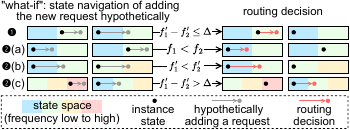 "what-if": state navigation of adding
the new request hypothetically
routing decision
❶ f′₁ − f′₂ ≤ Δ
❷(a) f₁ < f₂
❷(b) f′₁ < f′₂
❷(c) f′₁ − f′₂ > Δ
state space
(frequency low to high)
instance
state
hypothetically
adding a request
routing
decision